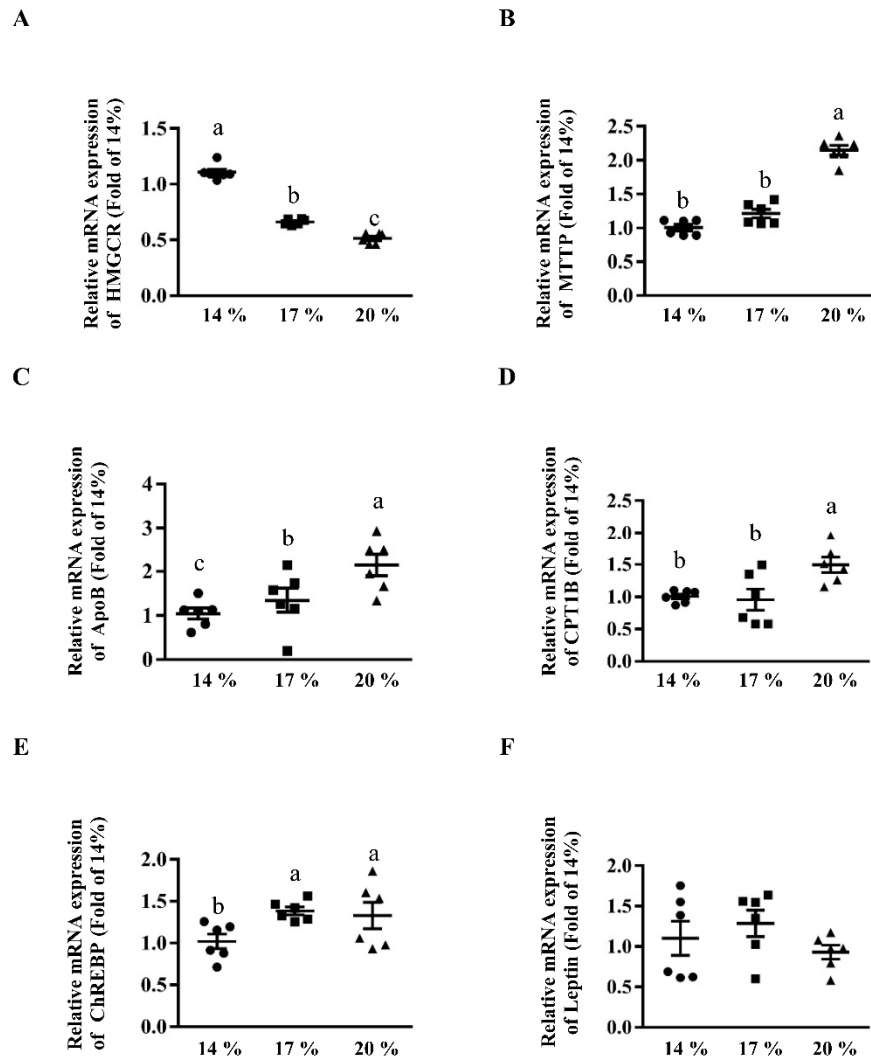 A
Relative mRNA expression
of HMGCR (Fold of 14%)
1.5
1.0
0.5
0.0
a
b
c
14 %
17 %
20 %
B
Relative mRNA expression
of MTTP (Fold of 14%)
2.5
2.0
1.5
1.0
0.5
0.0
b
b
a
14 %
17 %
20 %
C
Relative mRNA expression
of ApoB (Fold of 14%)
4
3
2
1
0
c
b
a
14 %
17 %
20 %
D
Relative mRNA expression
of CPT1B (Fold of 14%)
2.5
2.0
1.5
1.0
0.5
0.0
b
b
a
14 %
17 %
20 %
E
Relative mRNA expression
of ChREBP (Fold of 14%)
2.0
1.5
1.0
0.5
0.0
b
a
a
14 %
17 %
20 %
F
Relative mRNA expression
of Leptin (Fold of 14%)
2.0
1.5
1.0
0.5
0.0
14 %
17 %
20 %